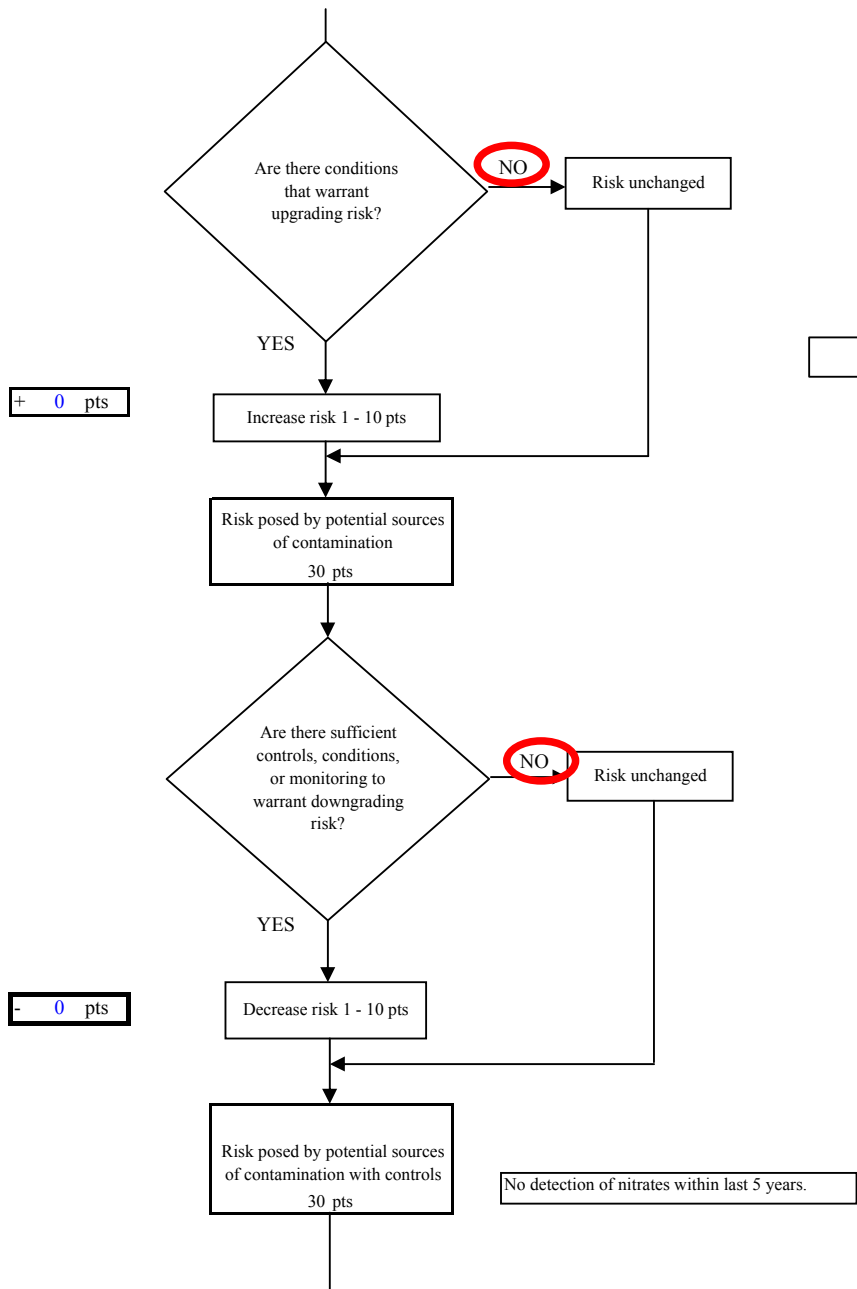 Are there conditions
that warrant
upgrading risk?
NO
Risk unchanged
YES
+ 0 pts
Increase risk 1 - 10 pts
Risk posed by potential sources
of contamination
30 pts
Are there sufficient
controls, conditions,
or monitoring to
warrant downgrading
risk?
NO
Risk unchanged
YES
- 0 pts
Decrease risk 1 - 10 pts
Risk posed by potential sources
of contamination with controls
30 pts
No detection of nitrates within last 5 years.